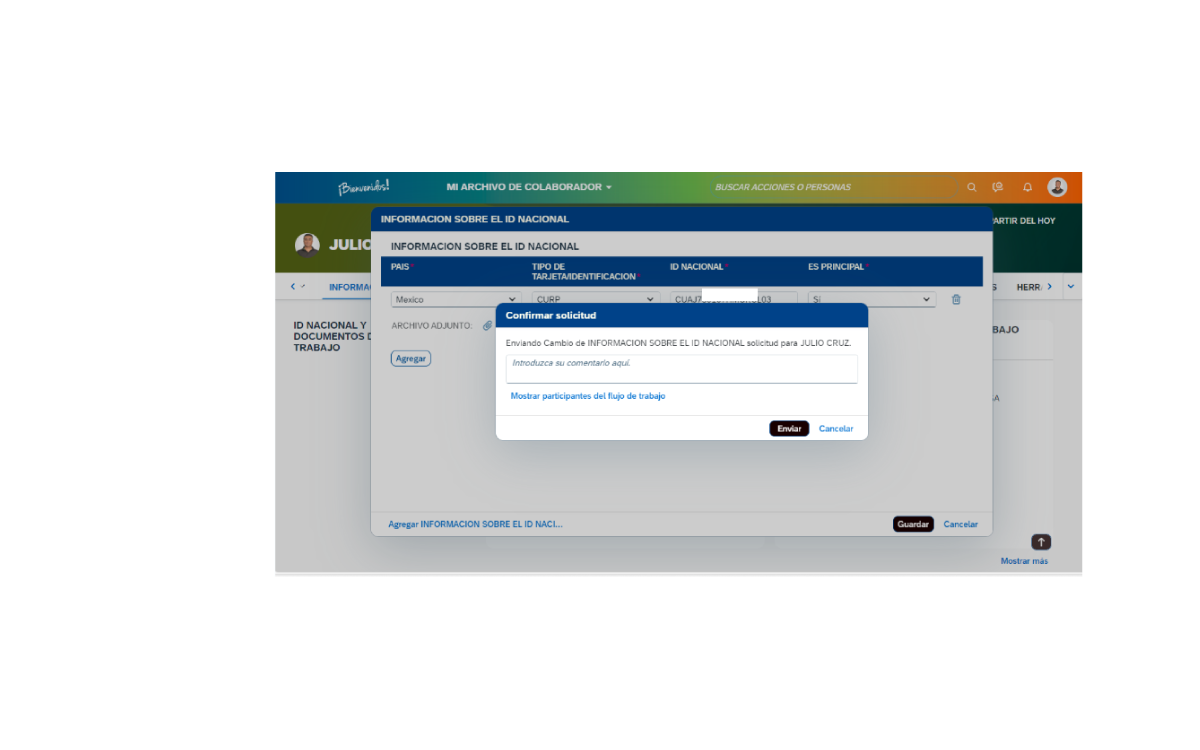 ¡Bienvenidos!
MI ARCHIVO DE COLABORADOR
BUSCAR ACCIONES O PERSONAS
INFORMACION SOBRE EL ID NACIONAL
ARTIR DEL HOY
JULIO
INFORMACION SOBRE EL ID NACIONAL
PAIS*
TIPO DE TARJETA/IDENTIFICACION*
ID NACIONAL*
ES PRINCIPAL*
INFORMA
S
HERR
Mexico
CURP
CUAJ7
L03
Sí
ID NACIONAL Y
DOCUMENTOS D
TRABAJO
ARCHIVO ADJUNTO:
Confirmar solicitud
BAJO
Enviando Cambio de INFORMACION SOBRE EL ID NACIONAL solicitud para JULIO CRUZ.
Agregar
Introduzca su comentario aquí.
Mostrar participantes del flujo de trabajo
A
Enviar
Cancelar
Agregar INFORMACION SOBRE EL ID NACI...
Guardar
Cancelar
Mostrar más